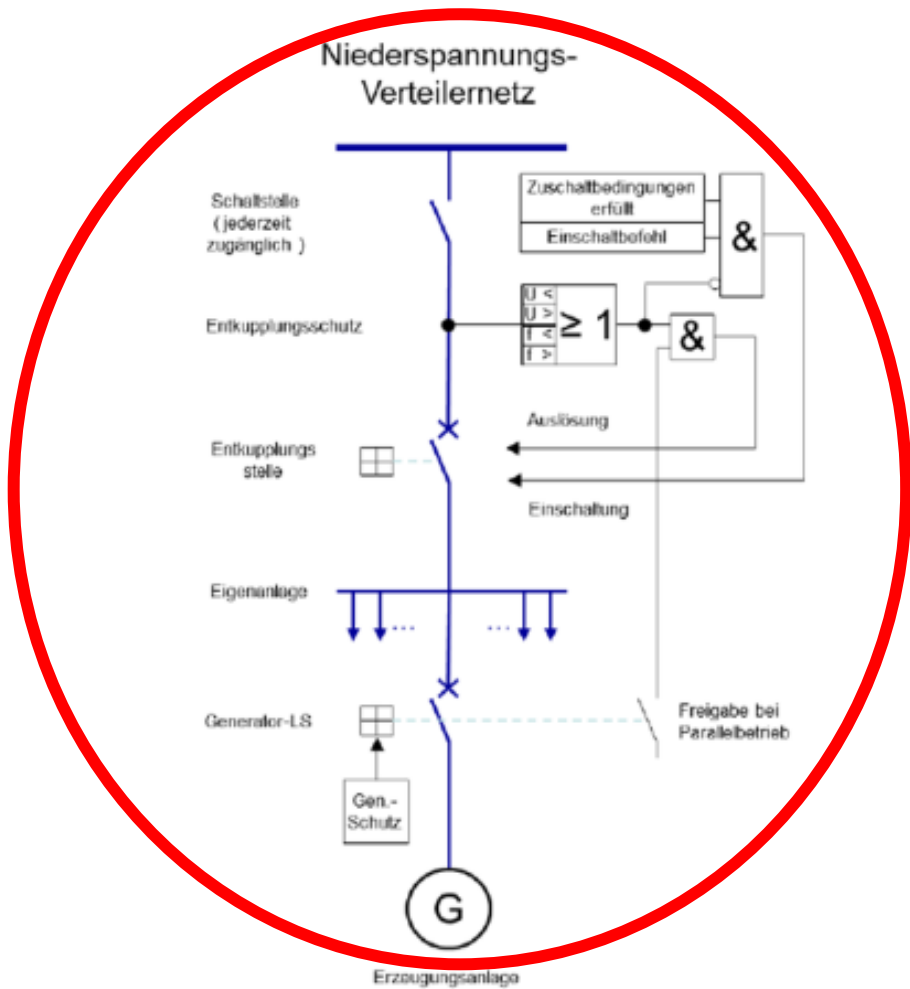 Niederspannungs-
Verteilernetz
Schaltstelle
( jederzeit
zugänglich )
Zuschaltbedingungen
erfüllt
Einschaltbefehl
&
Entkupplungsschutz
U <
U >
f <
f >
≥ 1
&
Auslösung
Entkupplungs
stelle
Einschaltung
Eigenanlage
... ...
Generator-LS
Freigabe bei
Parallelbetrieb
Gen.-
Schutz
G
Erzeugungsanlage